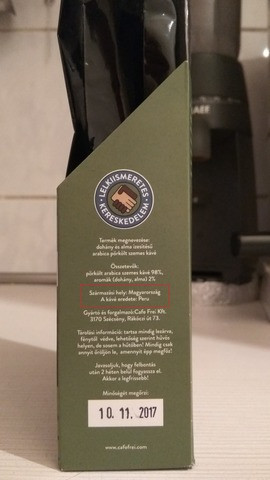 LELKIISMERETES
KERESKEDELEM
Termék megnevezése:
dohány és alma ízesítésű
arabica pörkölt szemes kávé
Összetevők:
pörkölt arabica szemes kávé 98%,
aromák (dohány, alma) 2%
Származási hely: Magyarország
A kávé eredete: Peru
Gyártó és forgalmazó:Cafe Frei Kft.
3170 Szécsény, Rákóczi út 73.
Tárolási információ: tartsa mindig lezárva,
fénytől védve, lehetőség szerint hűvös
helyen, de sosem a hűtőben! Mindig csak
annyit őröljön le, amennyit épp megfőz!
Javasoljuk, hogy felbontás
után 2 héten belül fogyassza el.
Akkor a legfrissebb!
Minőségét megőrzi:
10. 11. 2017
www.cafefrei.com